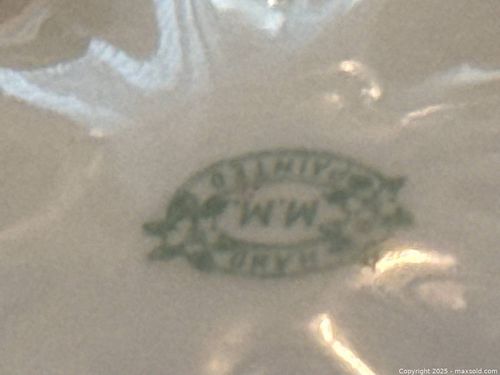 HAND
M.M.
PAINTED
Copyright 2025 - maxsold.com